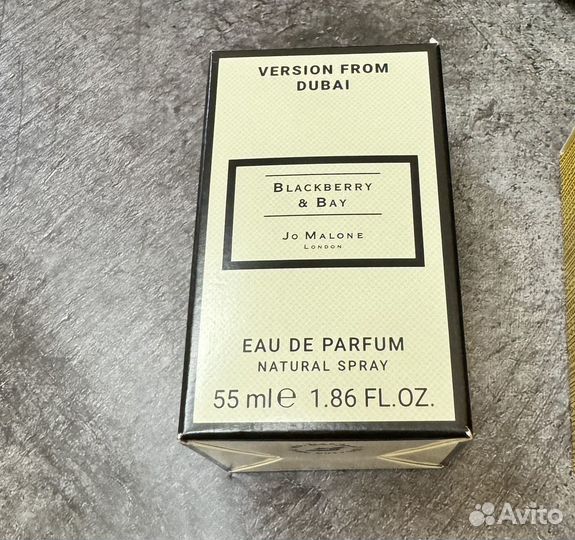 VERSION FROM
DUBAI
BLACKBERRY
& BAY
JO MALONE
LONDON
EAU DE PARFUM
NATURAL SPRAY
55 ml e 1.86 FL.OZ.
Avito